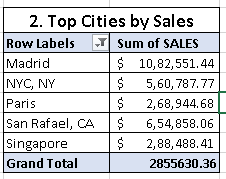 2. Top Cities by Sales
Row Labels Sum of SALES
Madrid $ 10,82,551.44
NYC, NY $ 5,60,787.77
Paris $ 2,68,944.68
San Rafael, CA $ 6,54,858.06
Singapore $ 2,88,488.41
Grand Total 2855630.36